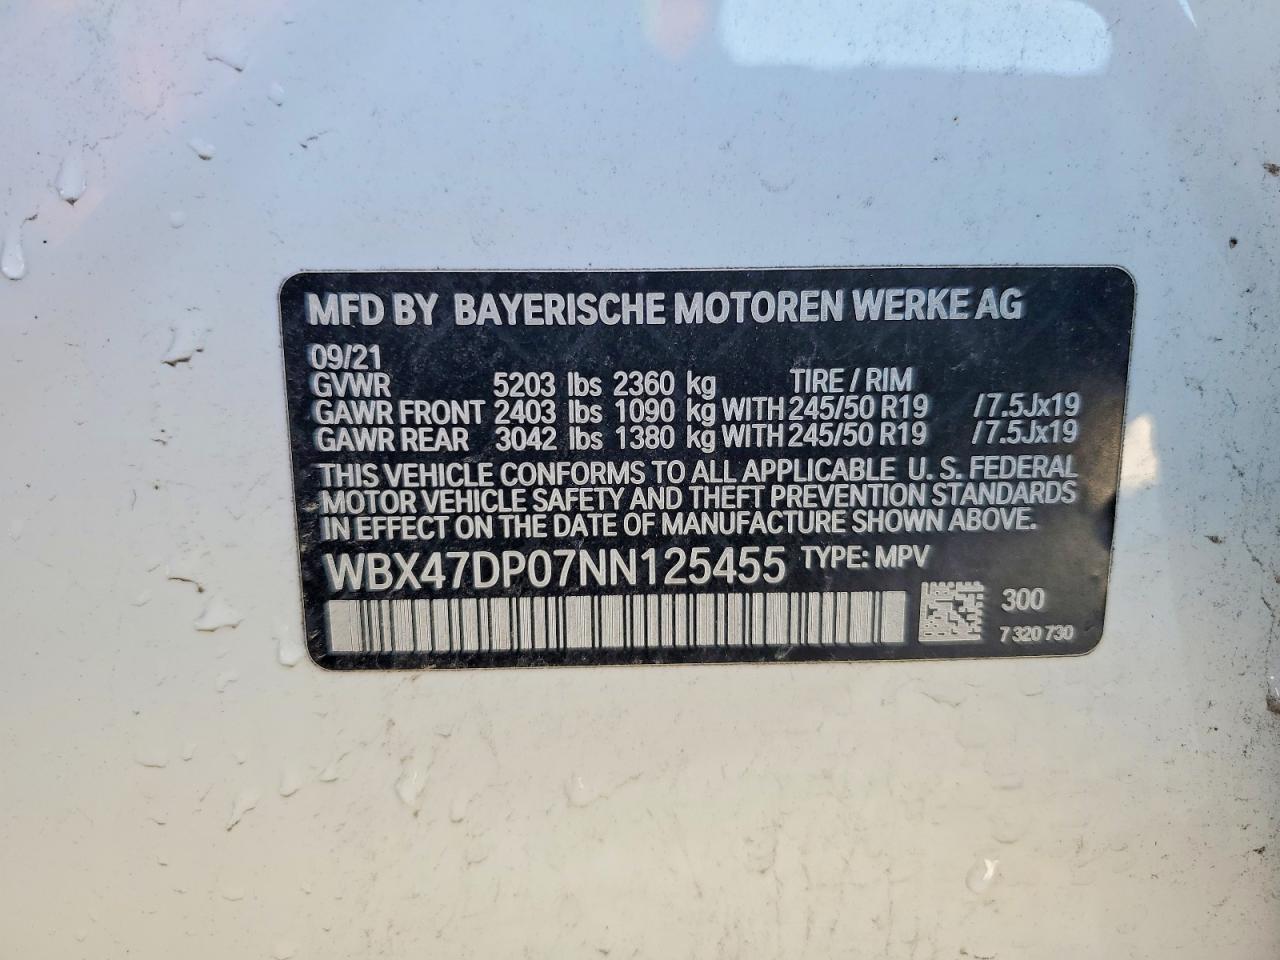 MFD BY BAYERISCHE MOTOREN WERKE AG
09/21
GVWR 5203 lbs 2360 kg TIRE / RIM
GAWR FRONT 2403 lbs 1090 kg WITH 245/50 R19 /7.5Jx19
GAWR REAR 3042 lbs 1380 kg WITH 245/50 R19 /7.5Jx19
THIS VEHICLE CONFORMS TO ALL APPLICABLE U. S. FEDERAL
MOTOR VEHICLE SAFETY AND THEFT PREVENTION STANDARDS
IN EFFECT ON THE DATE OF MANUFACTURE SHOWN ABOVE.
WBX47DP07NN125455 TYPE: MPV
300
7 320 730